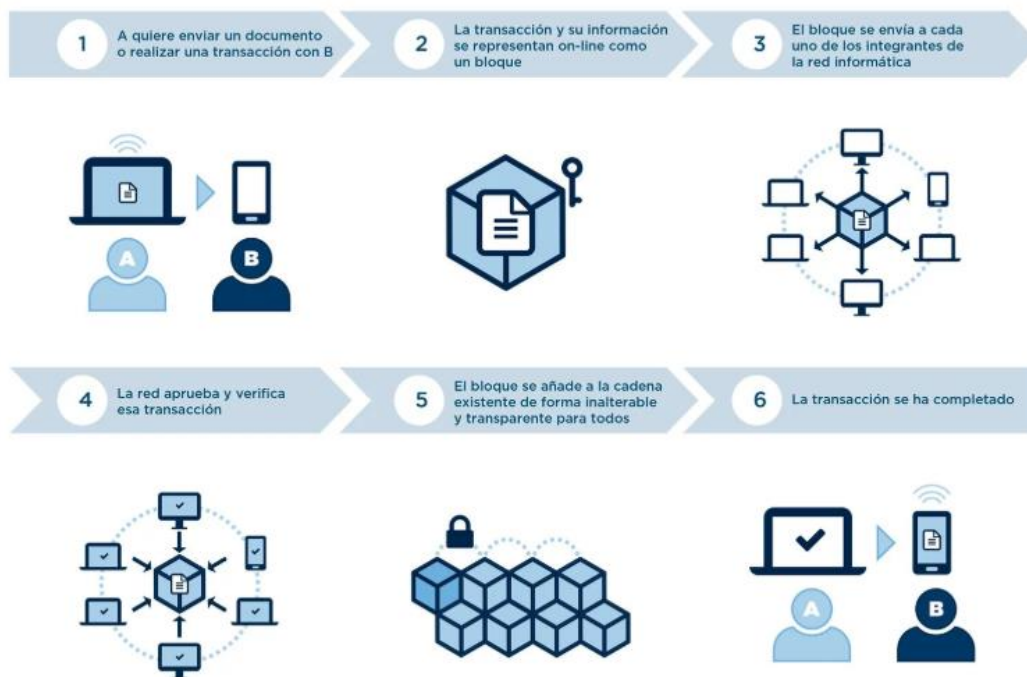 1
A quiere enviar un documento
o realizar una transacción con B
2
La transacción y su información
se representan on-line como
un bloque
3
El bloque se envía a cada
uno de los integrantes de
la red informática
A
B
4
La red aprueba y verifica
esa transacción
5
El bloque se añade a la cadena
existente de forma inalterable
y transparente para todos
6
La transacción se ha completado
A
B